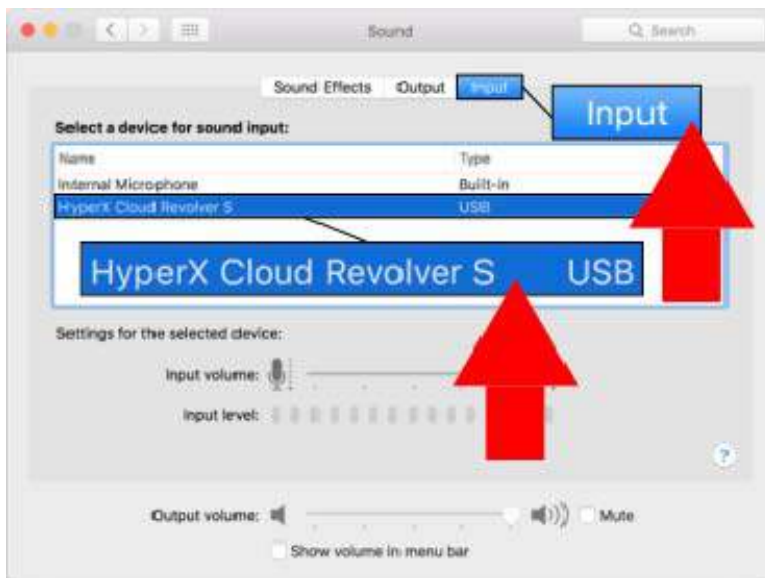 Sound
Search
Sound Effects Output Input
Input
Select a device for sound input:
Name Type
Internal Microphone Built-in
HyperX Cloud Revolver S USB
HyperX Cloud Revolver S USB
Settings for the selected device:
Input volume:
Input level:
?
Output volume: Mute
Show volume in menu bar